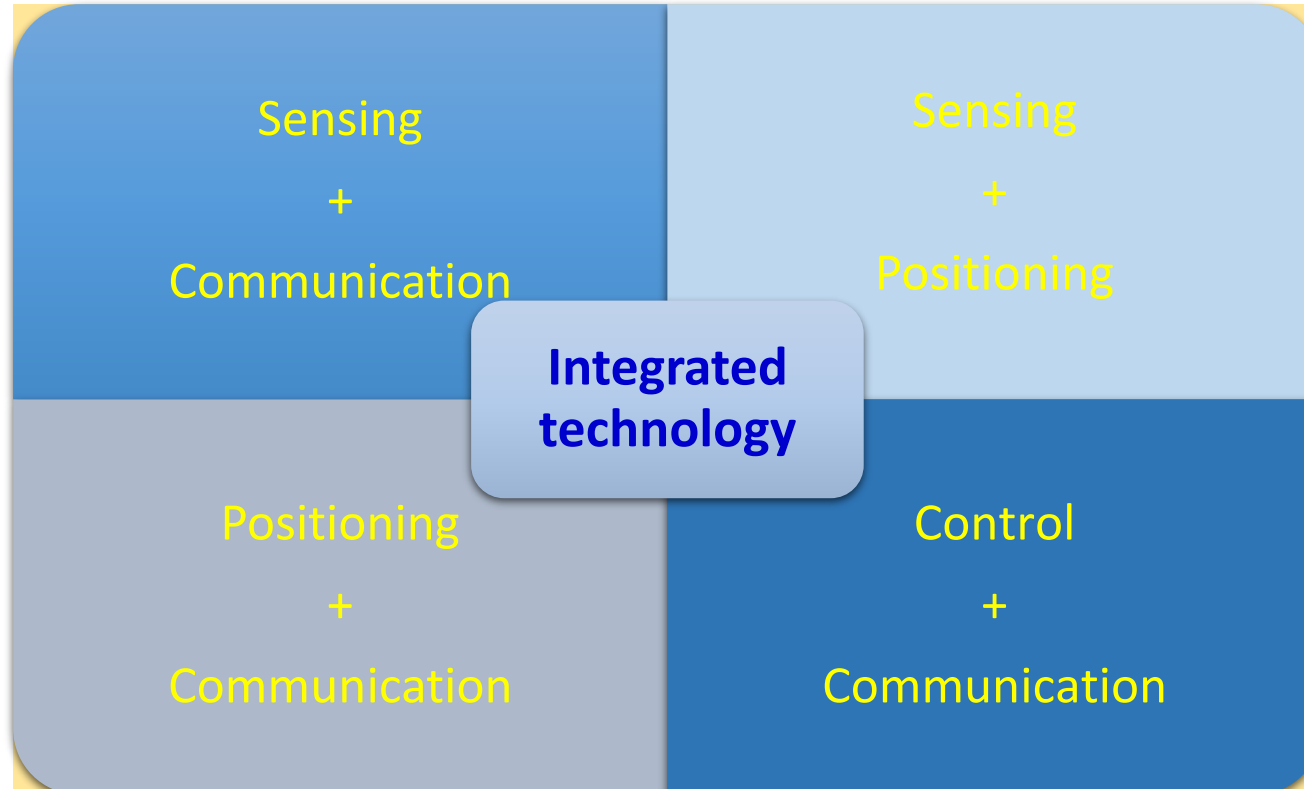 Sensing
+
Communication
Sensing
+
Positioning
Integrated
technology
Positioning
+
Communication
Control
+
Communication